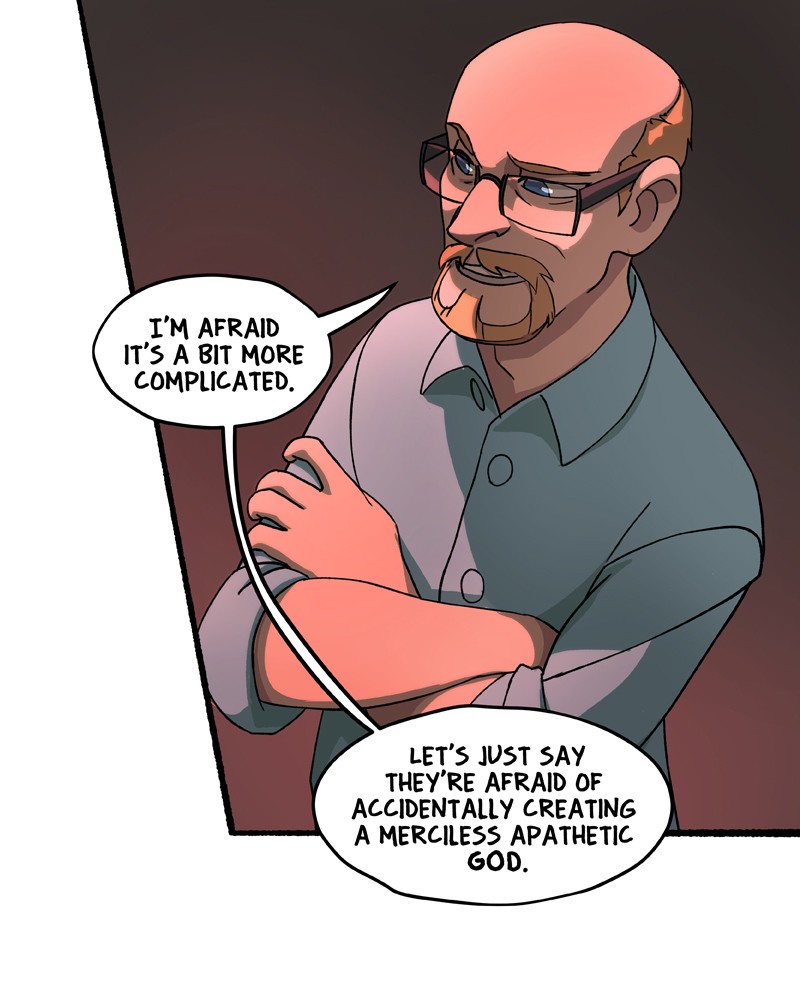 I'M AFRAID
IT'S A BIT MORE
COMPLICATED.
LET'S JUST SAY
THEY'RE AFRAID OF
ACCIDENTALLY CREATING
A MERCILESS APATHETIC
GOD.